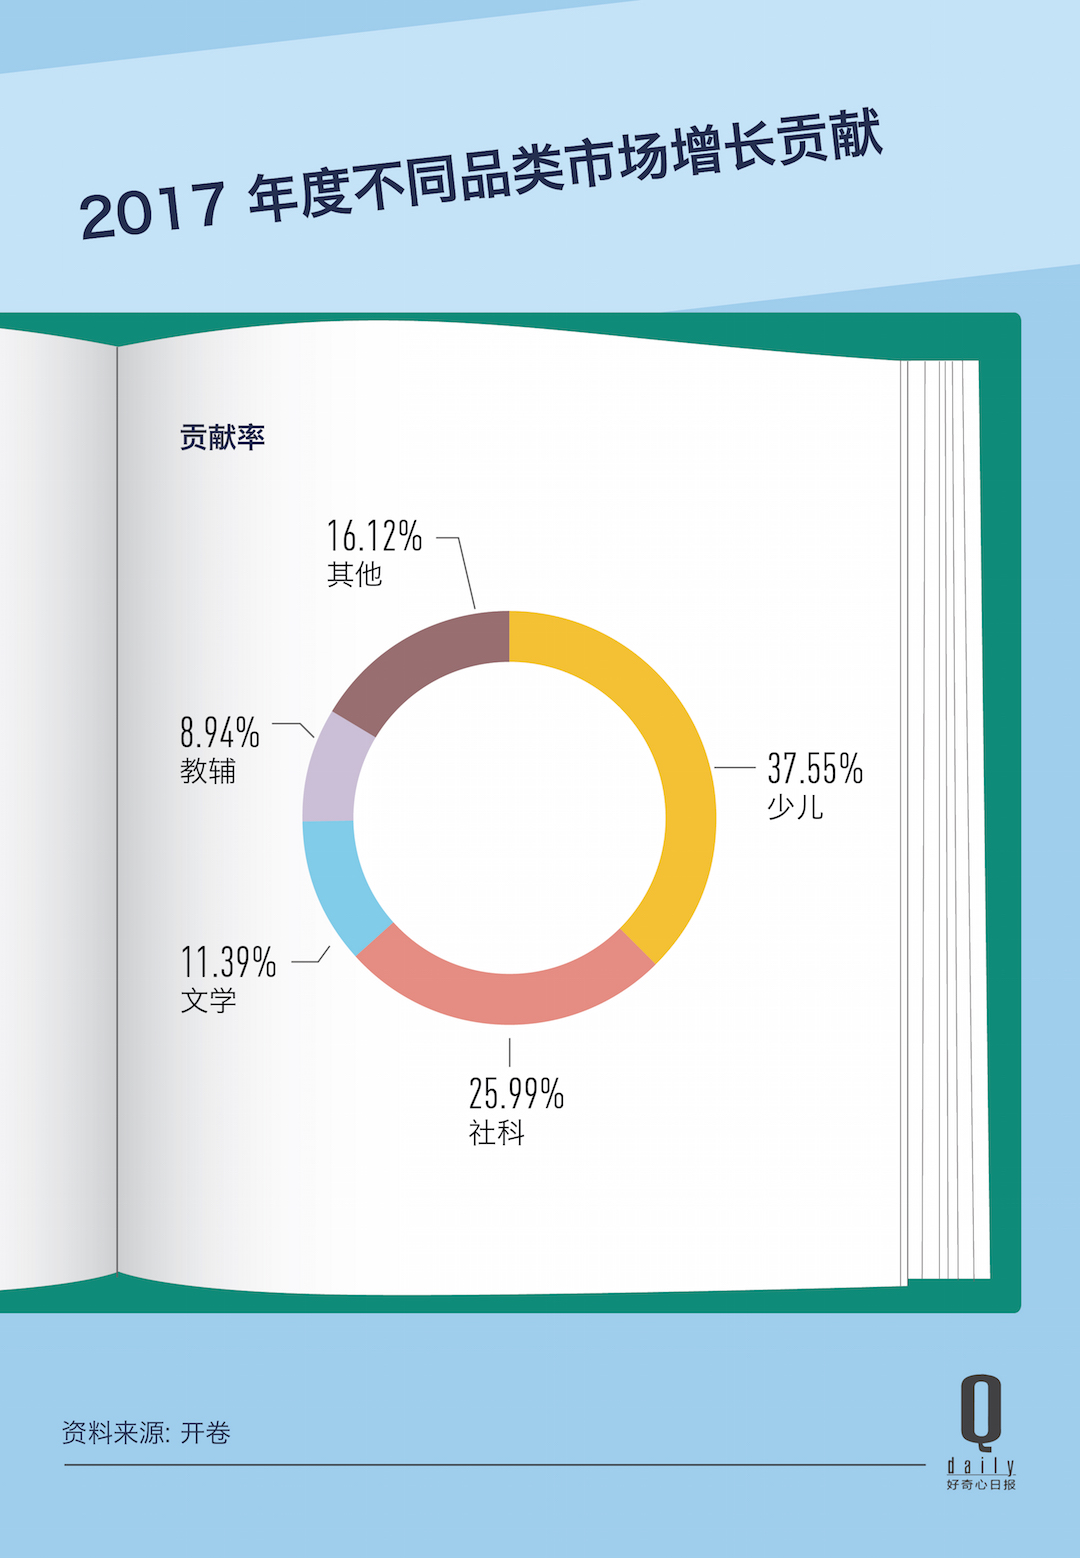 2017 年度不同品类市场增长贡献
贡献率
16.12%
其他
8.94%
教辅
37.55%
少儿
11.39%
文学
25.99%
社科
资料来源: 开卷
Q
daily
好奇心日报